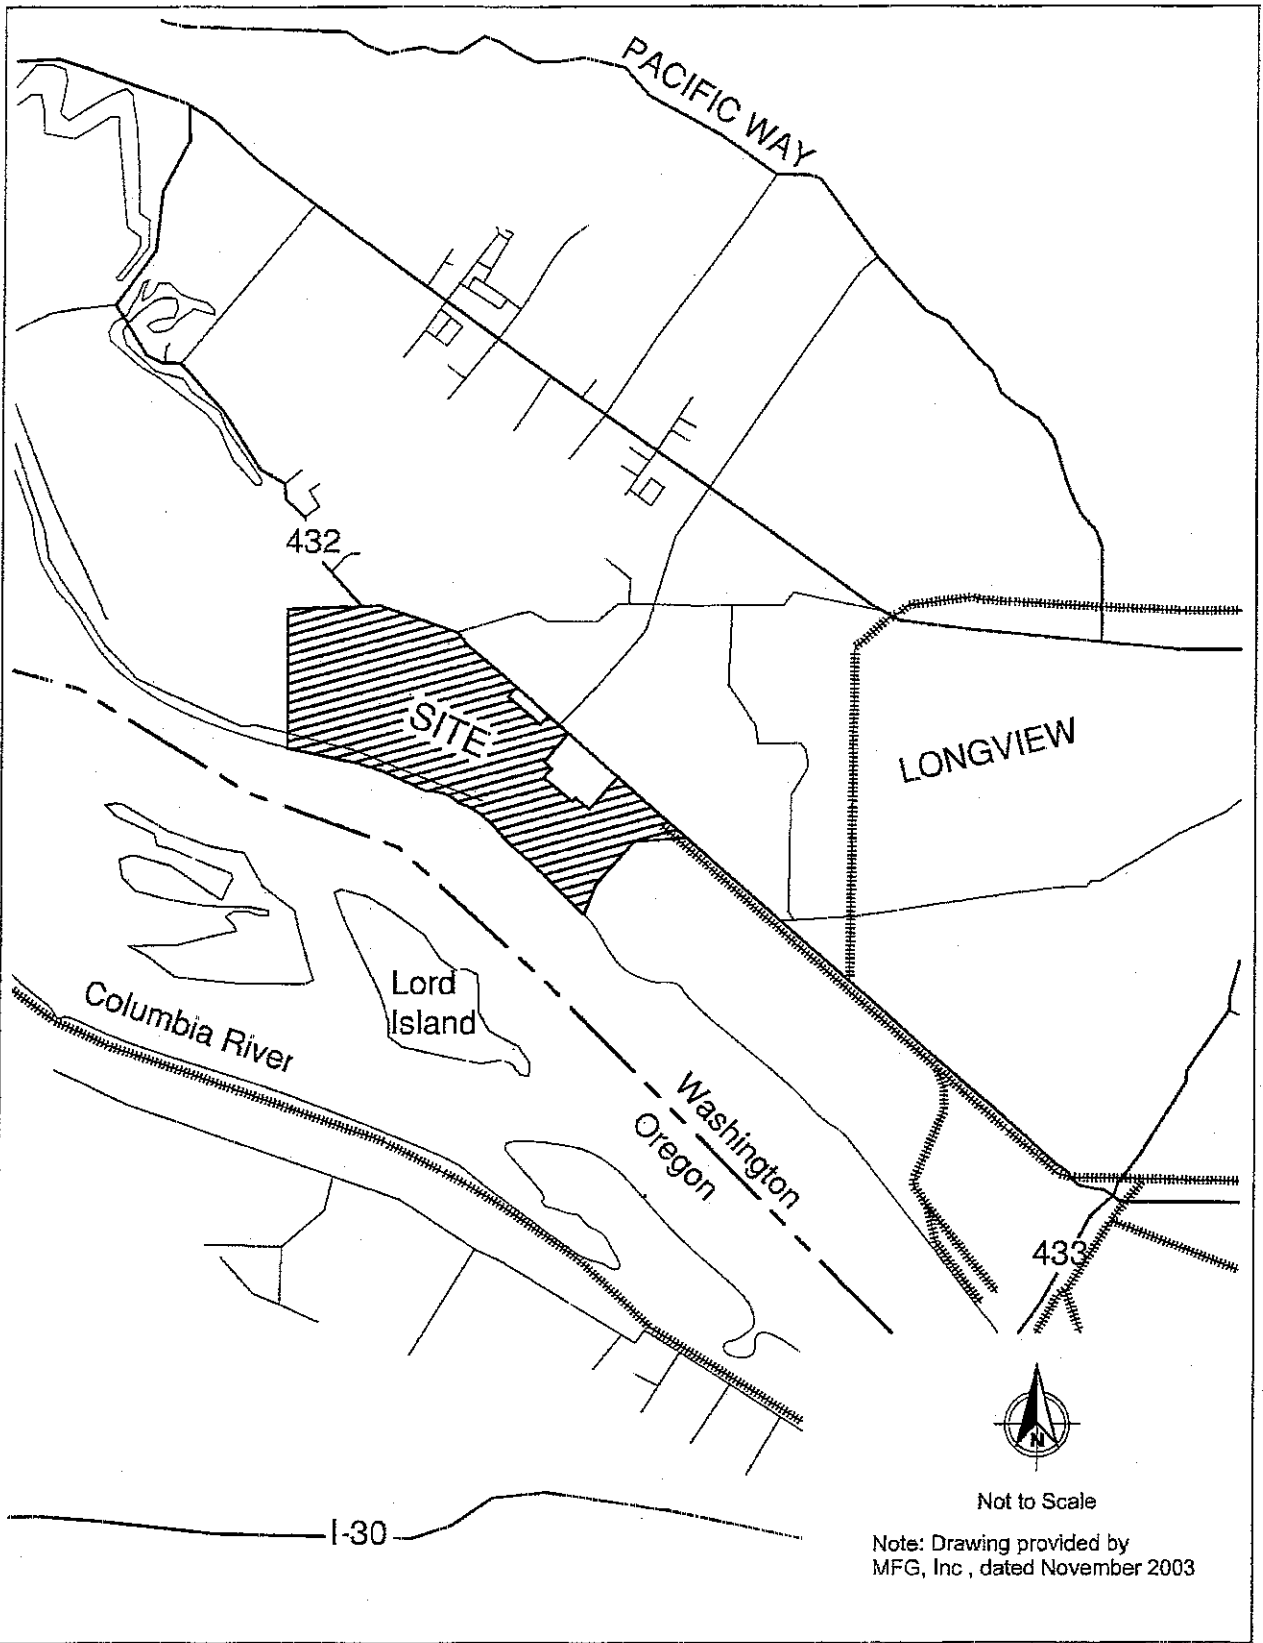 PACIFIC WAY
432
SITE
LONGVIEW
Lord
Island
Columbia River
Washington
Oregon
433
N
Not to Scale
I-30
Note: Drawing provided by
MFG, Inc , dated November 2003